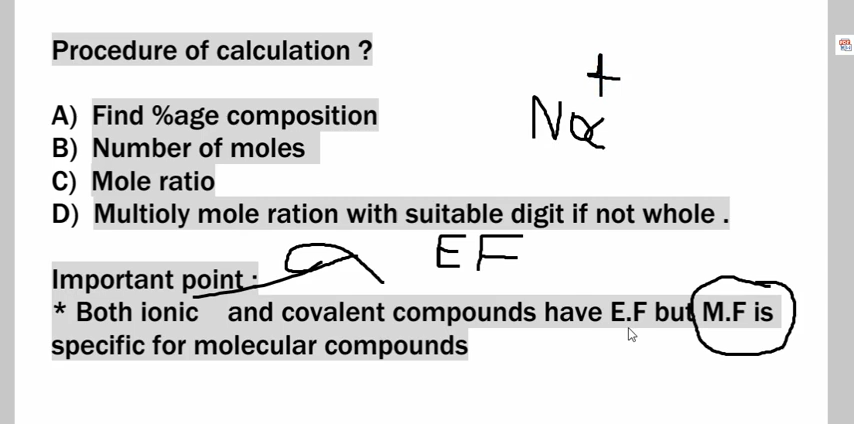 Procedure of calculation ?
+
A) Find %age composition
Na
B) Number of moles
C) Mole ratio
D) Multioly mole ration with suitable digit if not whole .
EF
Important point :
* Both ionic and covalent compounds have E.F but M.F is
specific for molecular compounds